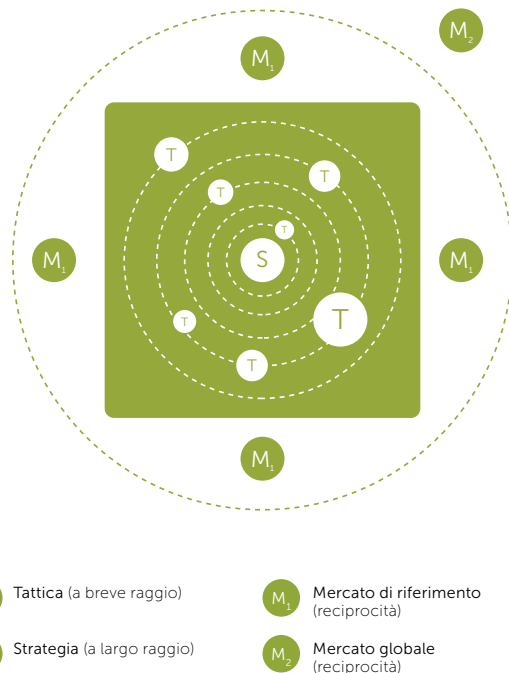 M₂
M₁
T
T
T
T
S
M₁
M₁
T
T
T
M₁
Tattica (a breve raggio)
M₁ Mercato di riferimento
(reciprocità)
Strategia (a largo raggio)
M₂ Mercato globale
(reciprocità)